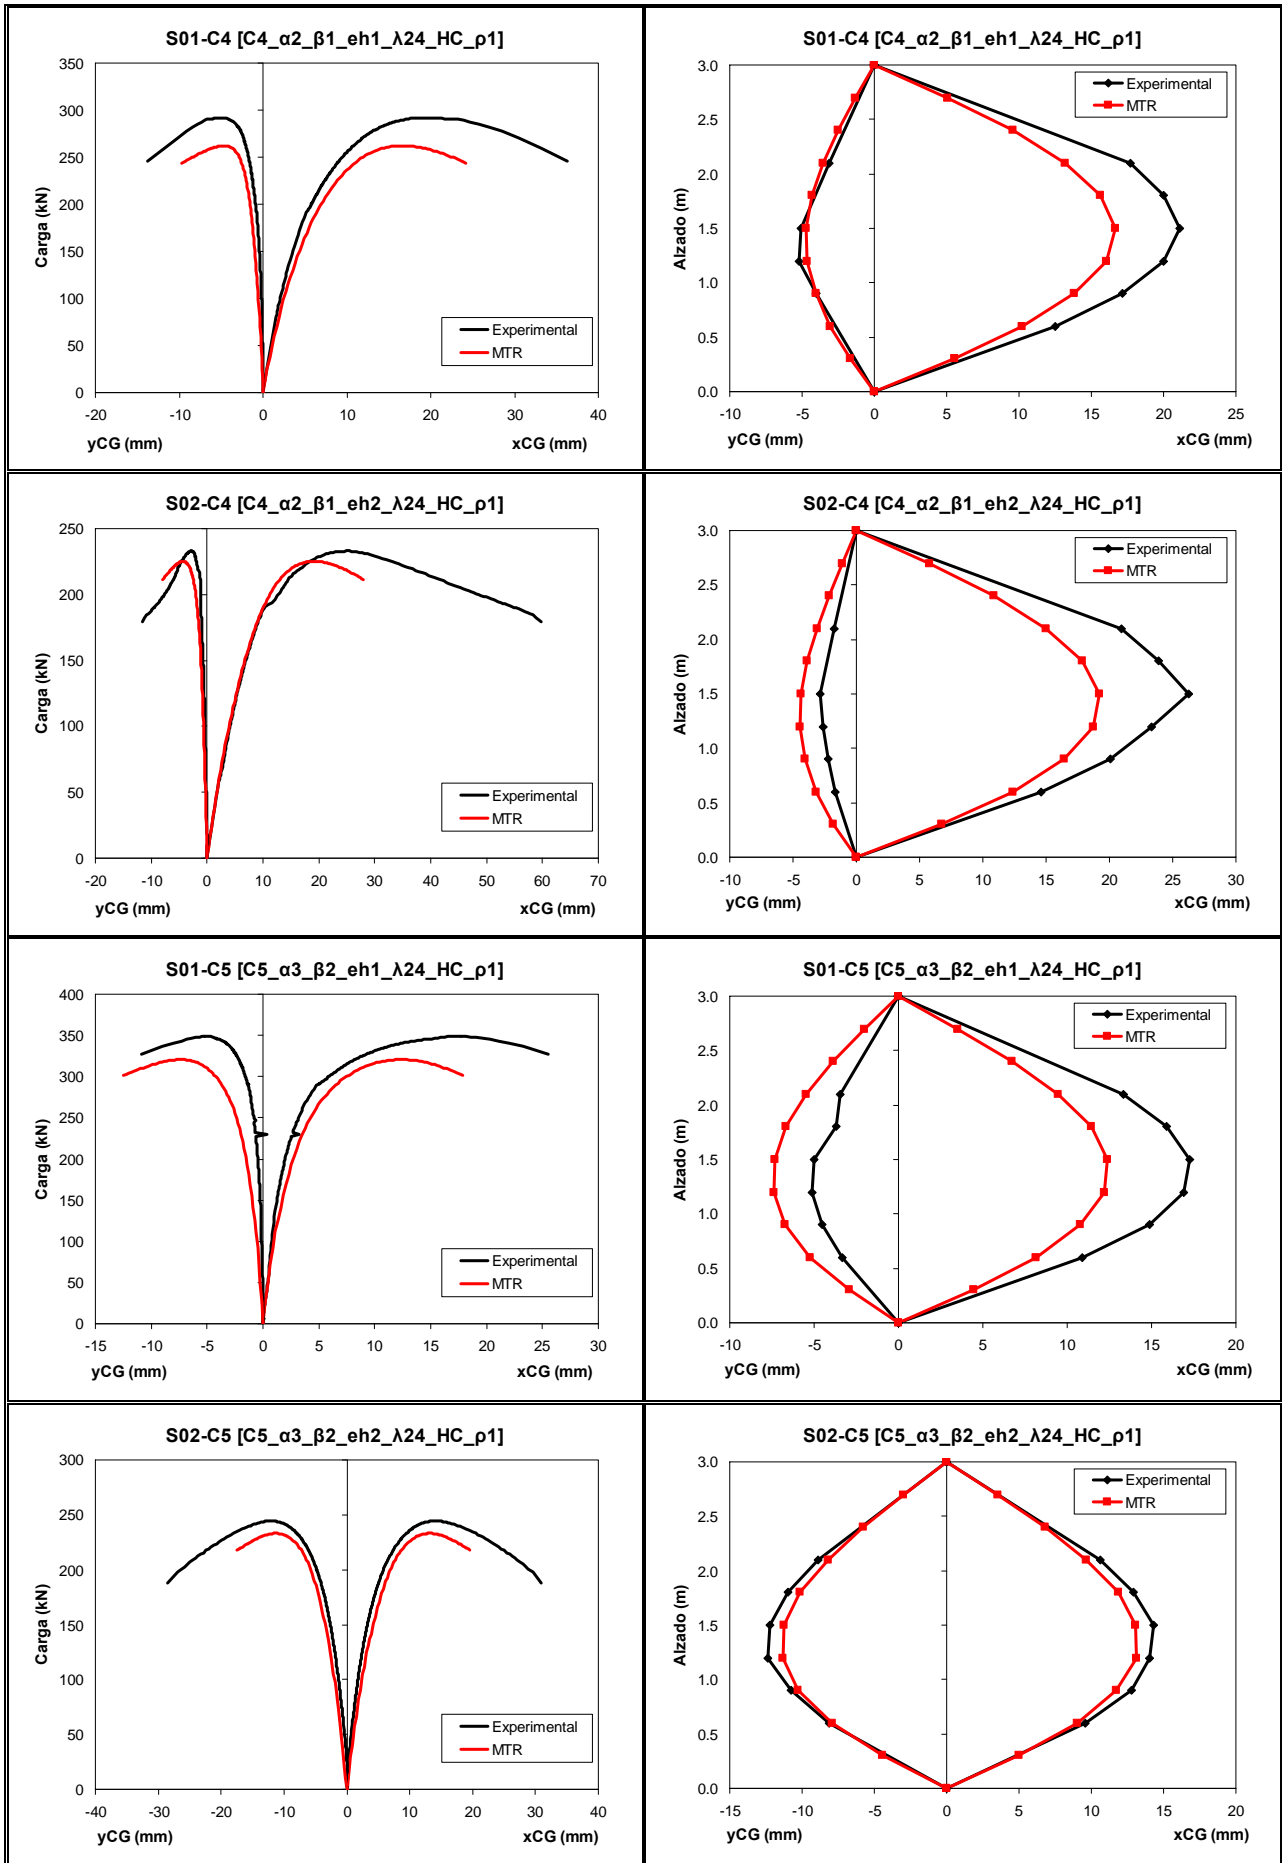 S01-C4 [C4_α2_β1_eh1_λ24_HC_ρ1]
350
300
250
200
150
100
50
0
Carga (kN)
Experimental
MTR
-20 -10 0 10 20 30 40
yCG (mm) xCG (mm)
S01-C4 [C4_α2_β1_eh1_λ24_HC_ρ1]
3.0
2.5
2.0
1.5
1.0
0.5
0.0
Alzado (m)
Experimental
MTR
-10 -5 0 5 10 15 20 25
yCG (mm) xCG (mm)
S02-C4 [C4_α2_β1_eh2_λ24_HC_ρ1]
250
200
150
100
50
0
Carga (kN)
Experimental
MTR
-20 -10 0 10 20 30 40 50 60 70
yCG (mm) xCG (mm)
S02-C4 [C4_α2_β1_eh2_λ24_HC_ρ1]
3.0
2.5
2.0
1.5
1.0
0.5
0.0
Alzado (m)
Experimental
MTR
-10 -5 0 5 10 15 20 25 30
yCG (mm) xCG (mm)
S01-C5 [C5_α3_β2_eh1_λ24_HC_ρ1]
400
350
300
250
200
150
100
50
0
Carga (kN)
Experimental
MTR
-15 -10 -5 0 5 10 15 20 25 30
yCG (mm) xCG (mm)
S01-C5 [C5_α3_β2_eh1_λ24_HC_ρ1]
3.0
2.5
2.0
1.5
1.0
0.5
0.0
Alzado (m)
Experimental
MTR
-10 -5 0 5 10 15 20
yCG (mm) xCG (mm)
S02-C5 [C5_α3_β2_eh2_λ24_HC_ρ1]
300
250
200
150
100
50
0
Carga (kN)
Experimental
MTR
-40 -30 -20 -10 0 10 20 30 40
yCG (mm) xCG (mm)
S02-C5 [C5_α3_β2_eh2_λ24_HC_ρ1]
3.0
2.5
2.0
1.5
1.0
0.5
0.0
Alzado (m)
Experimental
MTR
-15 -10 -5 0 5 10 15 20
yCG (mm) xCG (mm)